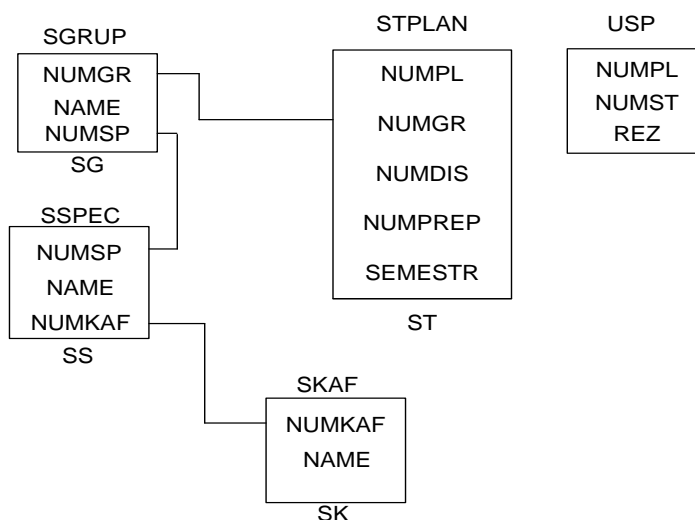 SGRUP
NUMGR
NAME
NUMSP
SG
SSPEC
NUMSP
NAME
NUMKAF
SS
STPLAN
NUMPL
NUMGR
NUMDIS
NUMPREP
SEMESTR
ST
USP
NUMPL
NUMST
REZ
SKAF
NUMKAF
NAME
SK